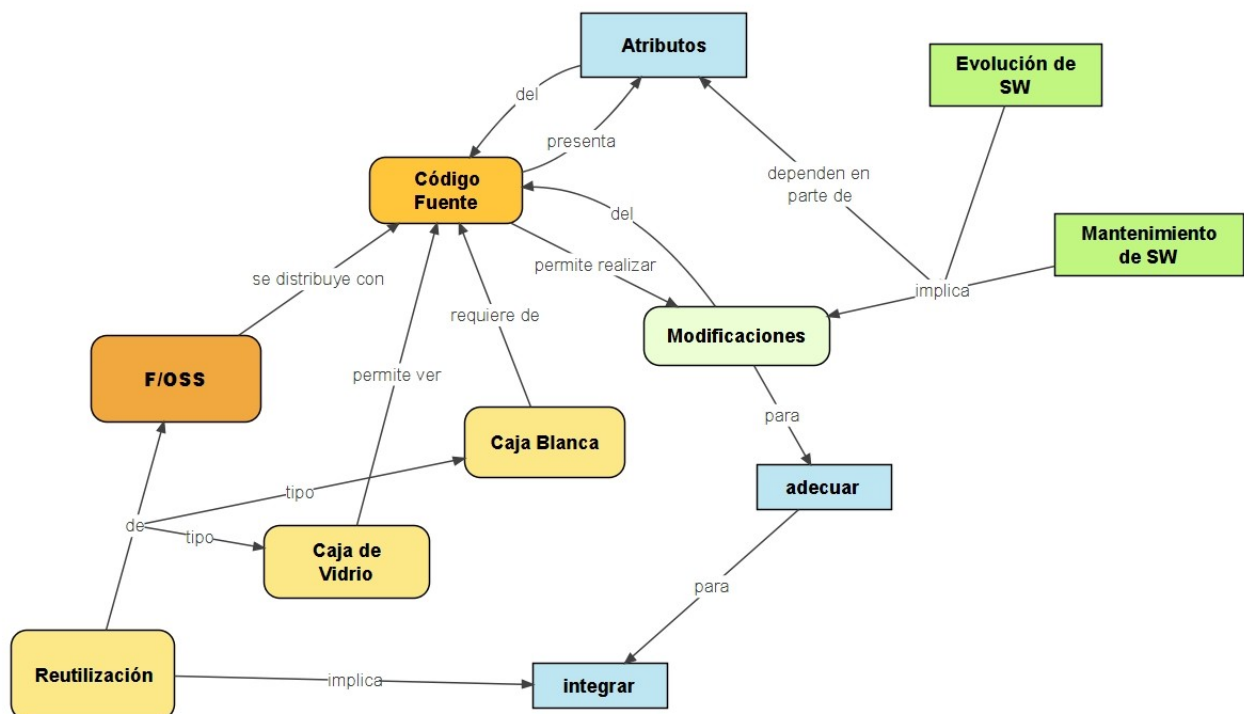 Atributos
Evolución de
SW
del
presenta
dependen en
parte de
Código
Fuente
del
Mantenimiento
de SW
permite realizar
se distribuye con
implica
requiere de
Modificaciones
F/OSS
permite ver
para
Caja Blanca
adecuar
tipo
de
tipo
Caja de
Vidrio
para
Reutilización
implica
integrar